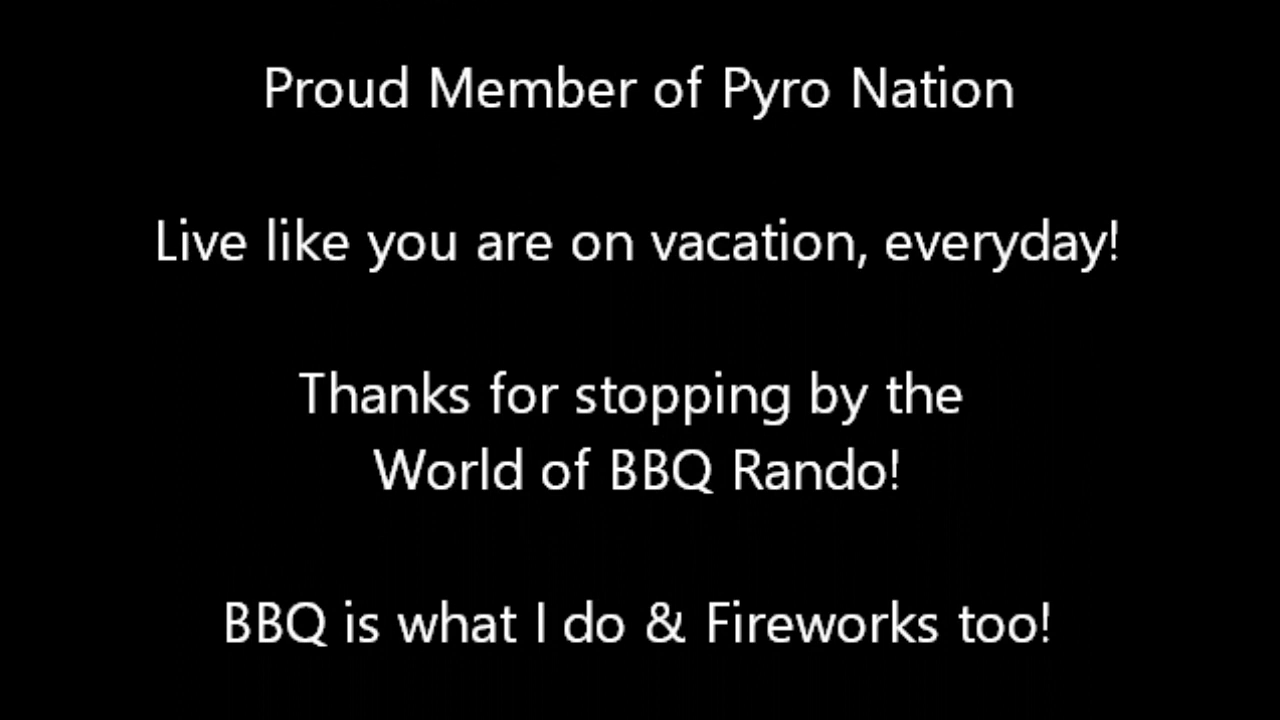 Proud Member of Pyro Nation
Live like you are on vacation, everyday!
Thanks for stopping by the
World of BBQ Rando!
BBQ is what I do & Fireworks too!